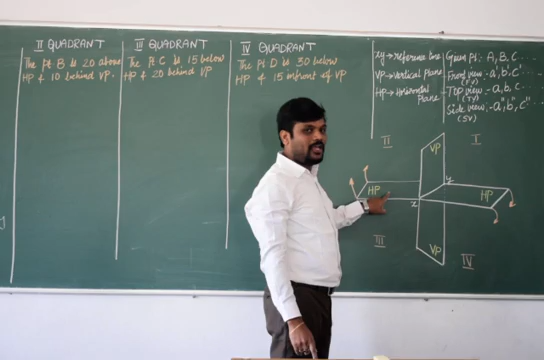 II QUADRANT
The pt B is 20 above
HP & 10 behind VP.
III QUADRANT
The pt C is 15 below
HP & 20 behind VP
IV QUADRANT
The pt D is 30 below
HP & 15 infront of VP
xy → reference line
VP → Vertical Plane
HP → Horizontal
Plane
Given pt :- A, B, C ...
Front view :- a', b', c' ...
(FV)
Top view :- a, b, c ...
(TV)
Side view :- a", b", c" ...
(SV)
II
I
VP
y
HP
HP
x
III
VP
IV